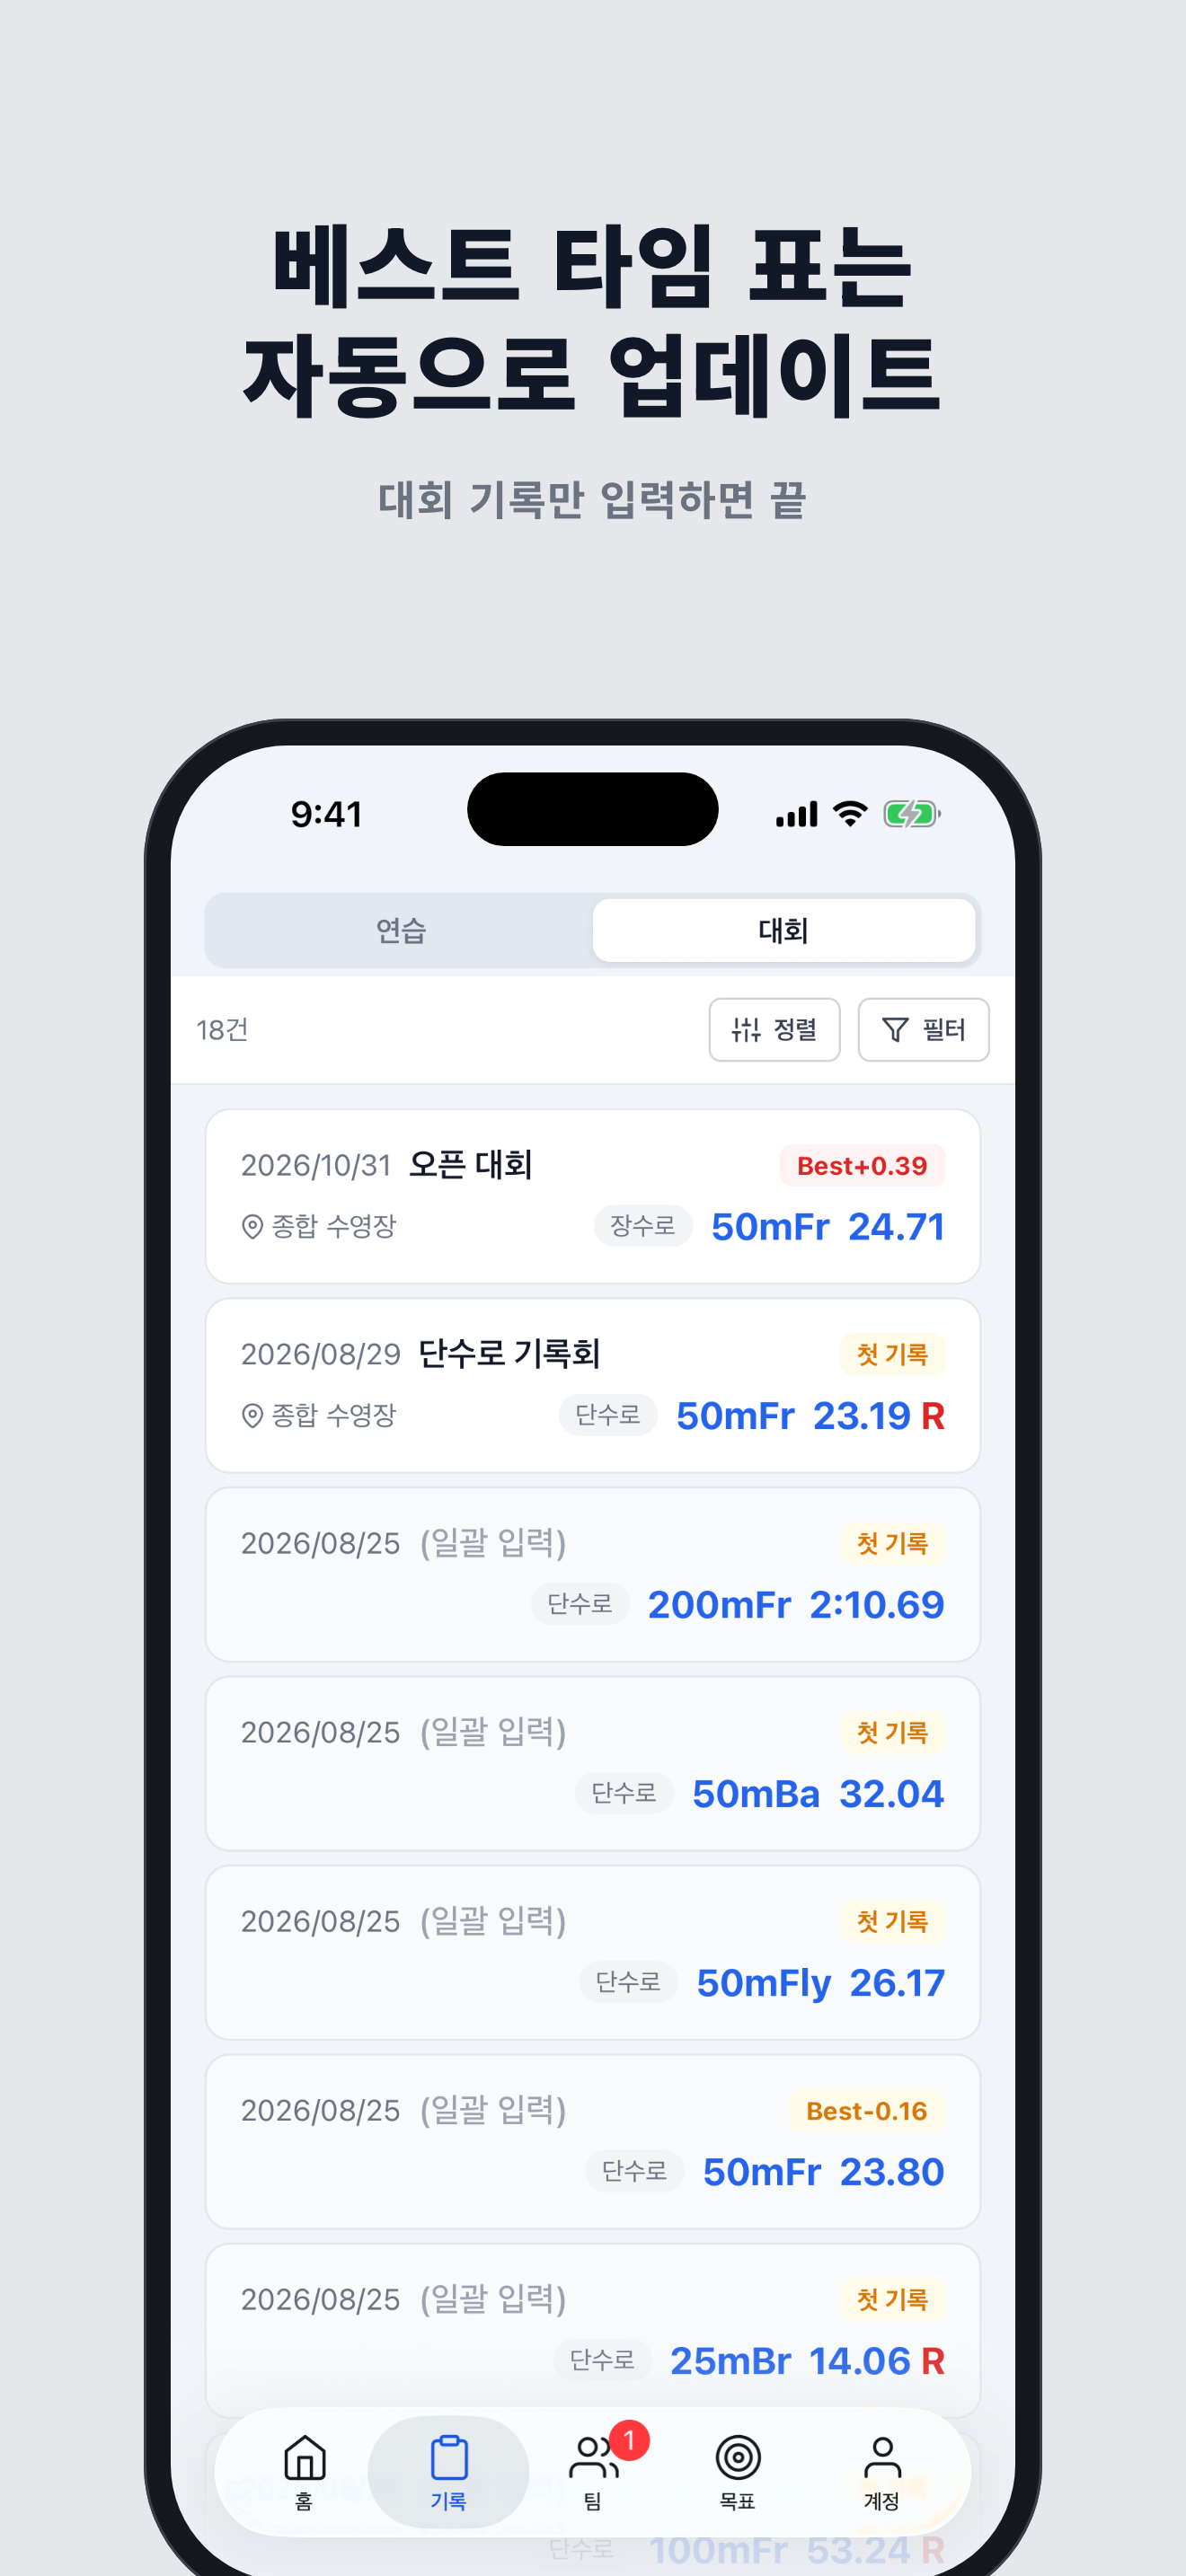 베스트 타임 표는
자동으로 업데이트
대회 기록만 입력하면 끝
9:41
연습 대회
18건 정렬 필터
2026/10/31 오픈 대회 Best+0.39
종합 수영장 장수로 50mFr 24.71
2026/08/29 단수로 기록회 첫 기록
종합 수영장 단수로 50mFr 23.19 R
2026/08/25 (일괄 입력) 첫 기록
단수로 200mFr 2:10.69
2026/08/25 (일괄 입력) 첫 기록
단수로 50mBa 32.04
2026/08/25 (일괄 입력) 첫 기록
단수로 50mFly 26.17
2026/08/25 (일괄 입력) Best-0.16
단수로 50mFr 23.80
2026/08/25 (일괄 입력) 첫 기록
단수로 25mBr 14.06 R
1
홈 기록 팀 목표 계정
단수로 100mFr 53.24 R